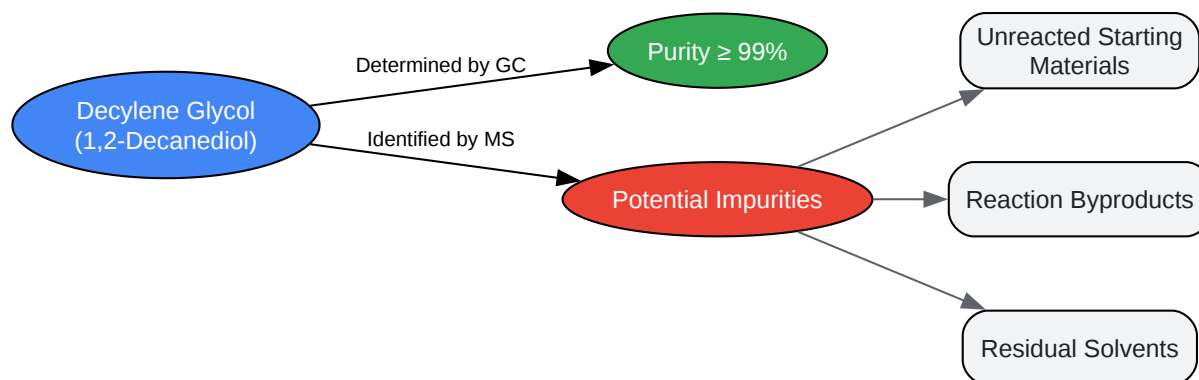 Decylene Glycol
(1,2-Decanediol)
Determined by GC
Identified by MS
Purity ≥ 99%
Potential Impurities
Unreacted Starting
Materials
Reaction Byproducts
Residual Solvents